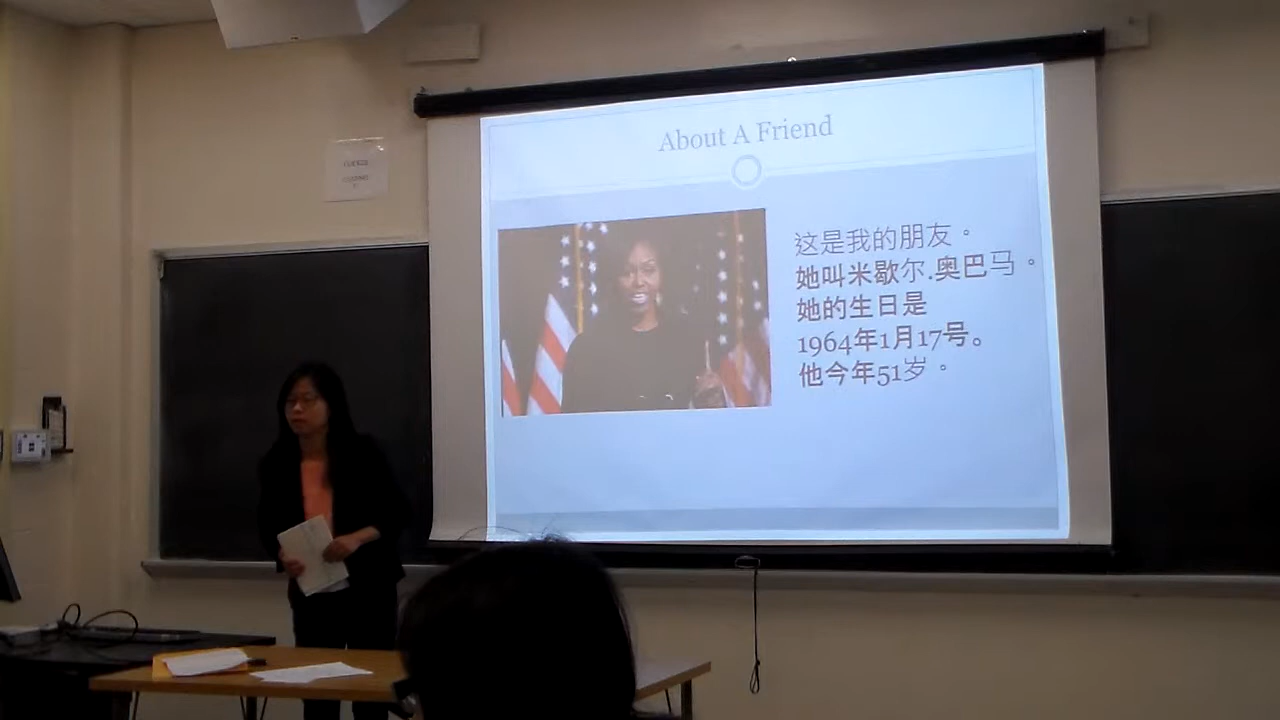 About A Friend
这是我的朋友。
她叫米歇尔.奥巴马。
她的生日是
1964年1月17号。
他今年51岁。